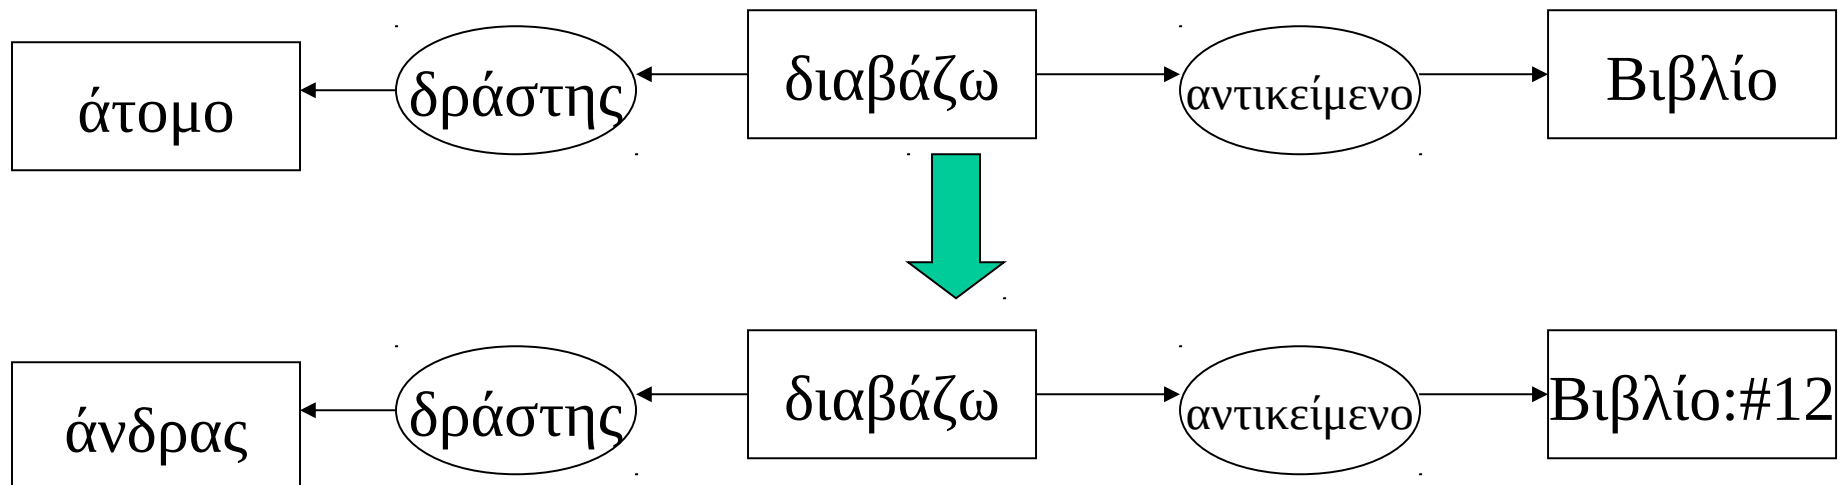 άτομο δράστης διαβάζω αντικείμενο Βιβλίο
άνδρας δράστης διαβάζω αντικείμενο Βιβλίο:#12